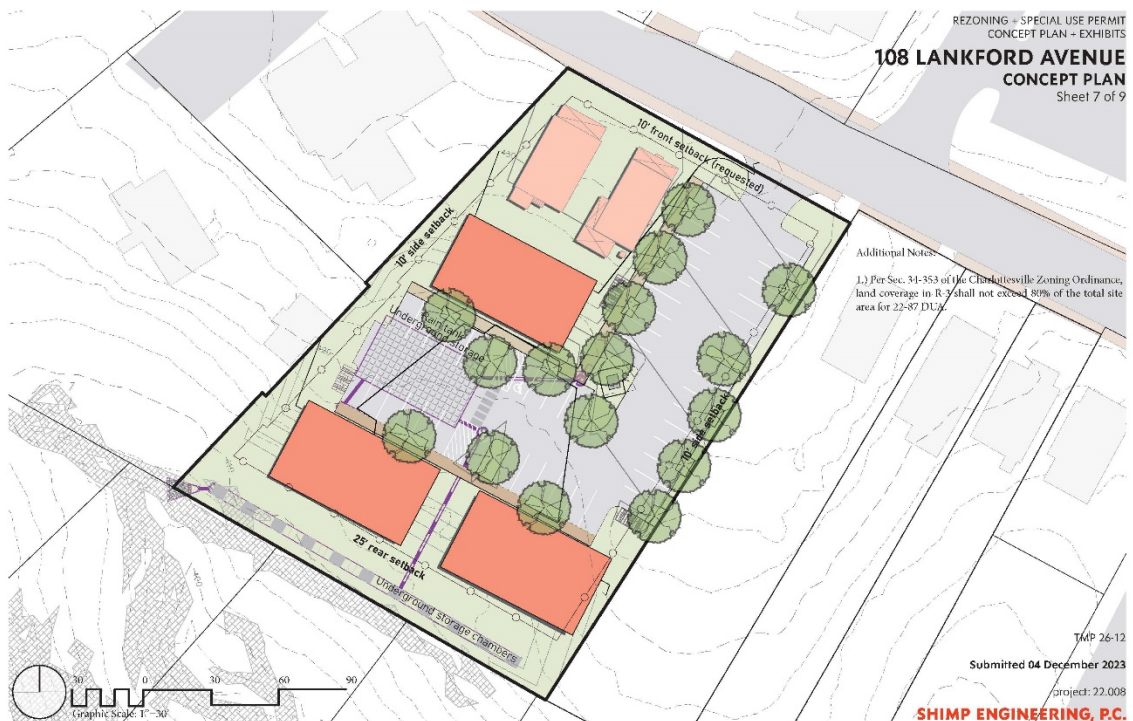 REZONING + SPECIAL USE PERMIT
CONCEPT PLAN + EXHIBITS
108 LANKFORD AVENUE
CONCEPT PLAN
Sheet 7 of 9
10' front setback (requested)
10' side setback
Additional Notes:
1.) Per Sec. 34-353 of the Charlottesville Zoning Ordinance,
land coverage in R-3 shall not exceed 80% of the total site
area for 22-87 DUA.
Underground storage
10' side setback
25' rear setback
Underground storage chambers
TMP 26-12
Submitted 04 December 2023
project: 22.008
SHIMP ENGINEERING, P.C.
30 0 30 60 90
Graphic Scale: 1"=30'